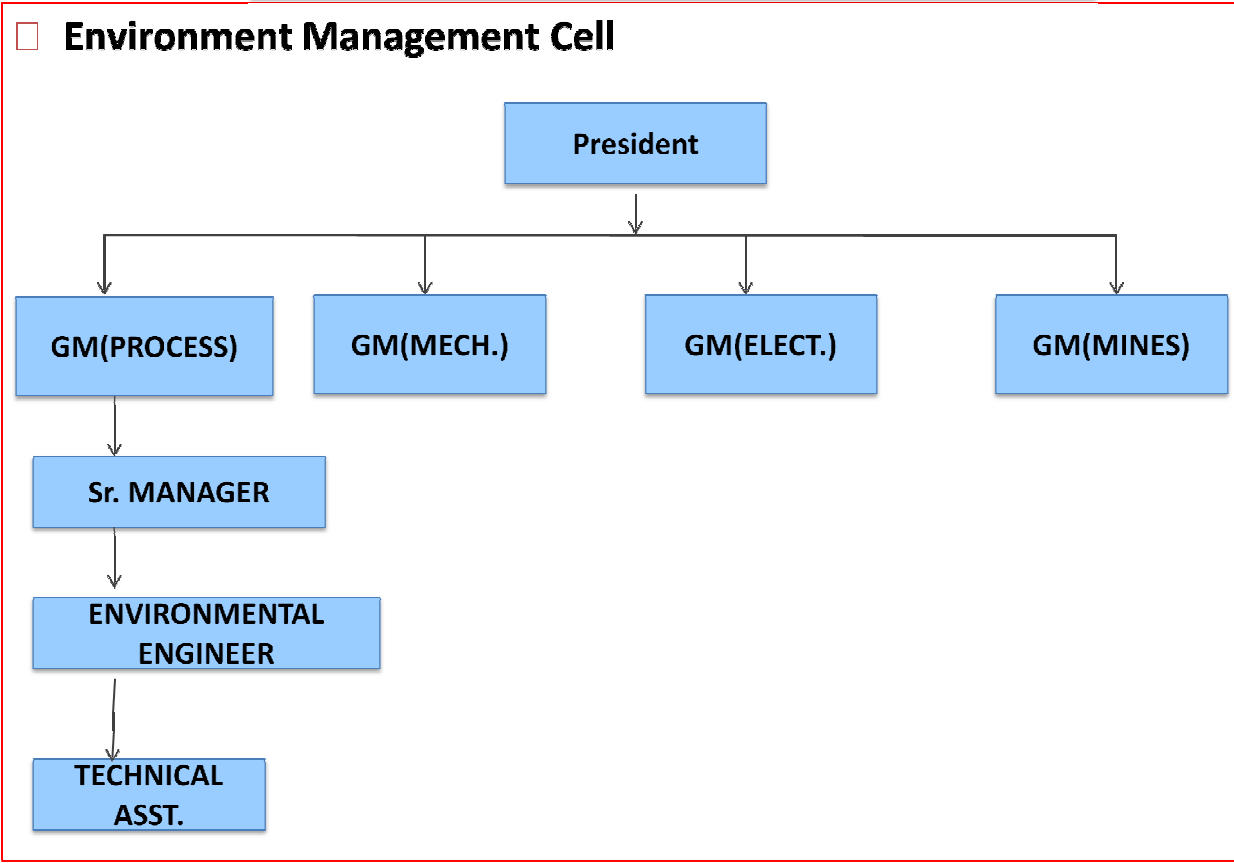 Environment Management Cell
President
GM(PROCESS)
GM(MECH.)
GM(ELECT.)
GM(MINES)
Sr. MANAGER
ENVIRONMENTAL
ENGINEER
TECHNICAL
ASST.